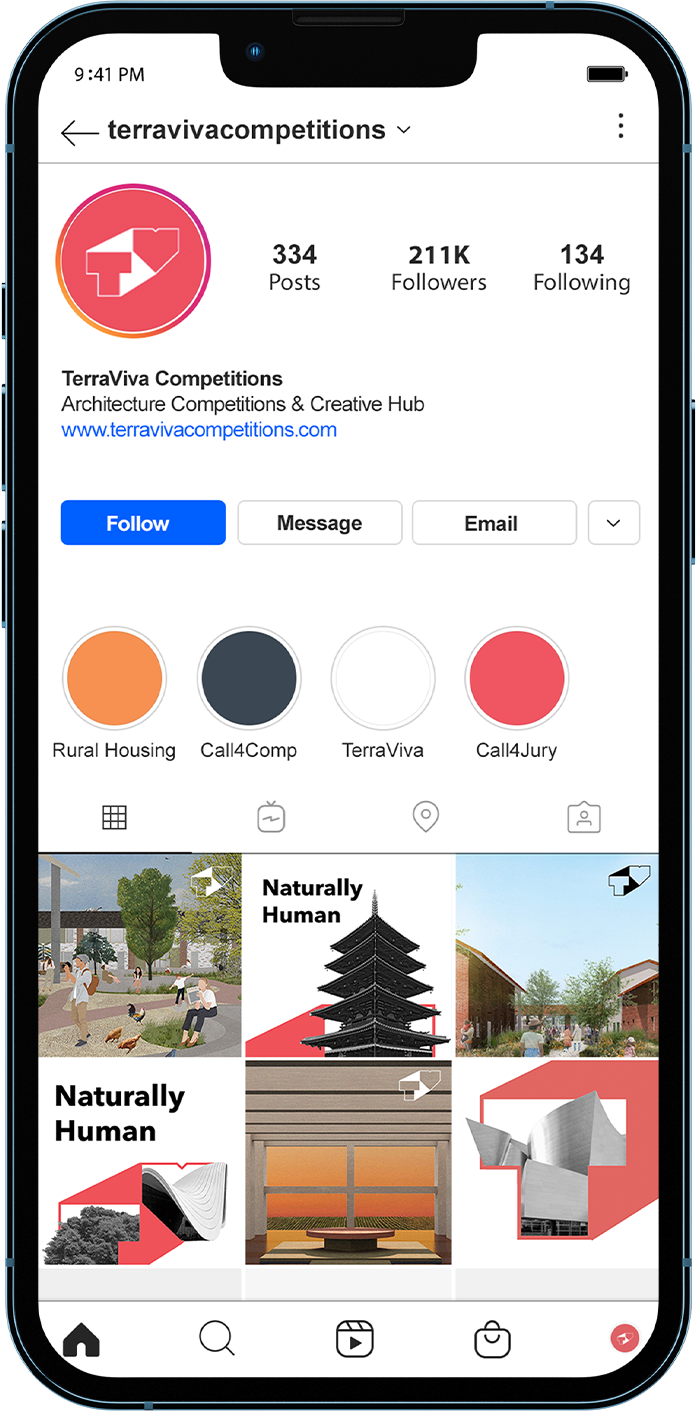 9:41 PM
terravivacompetitions
334
Posts
211K
Followers
134
Following
TerraViva Competitions
Architecture Competitions & Creative Hub
www.terravivacompetitions.com
Follow
Message
Email
Rural Housing
Call4Comp
TerraViva
Call4Jury
Naturally
Human
Naturally
Human